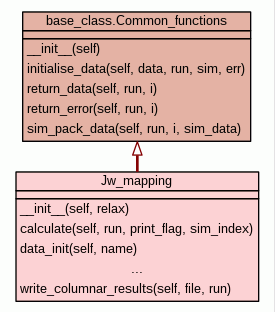 base_class.Common_functions
__init__(self)
initialise_data(self, data, run, sim, err)
return_data(self, run, i)
return_error(self, run, i)
sim_pack_data(self, run, i, sim_data)
Jw_mapping
__init__(self, relax)
calculate(self, run, print_flag, sim_index)
data_init(self, name)
...
write_columnar_results(self, file, run)